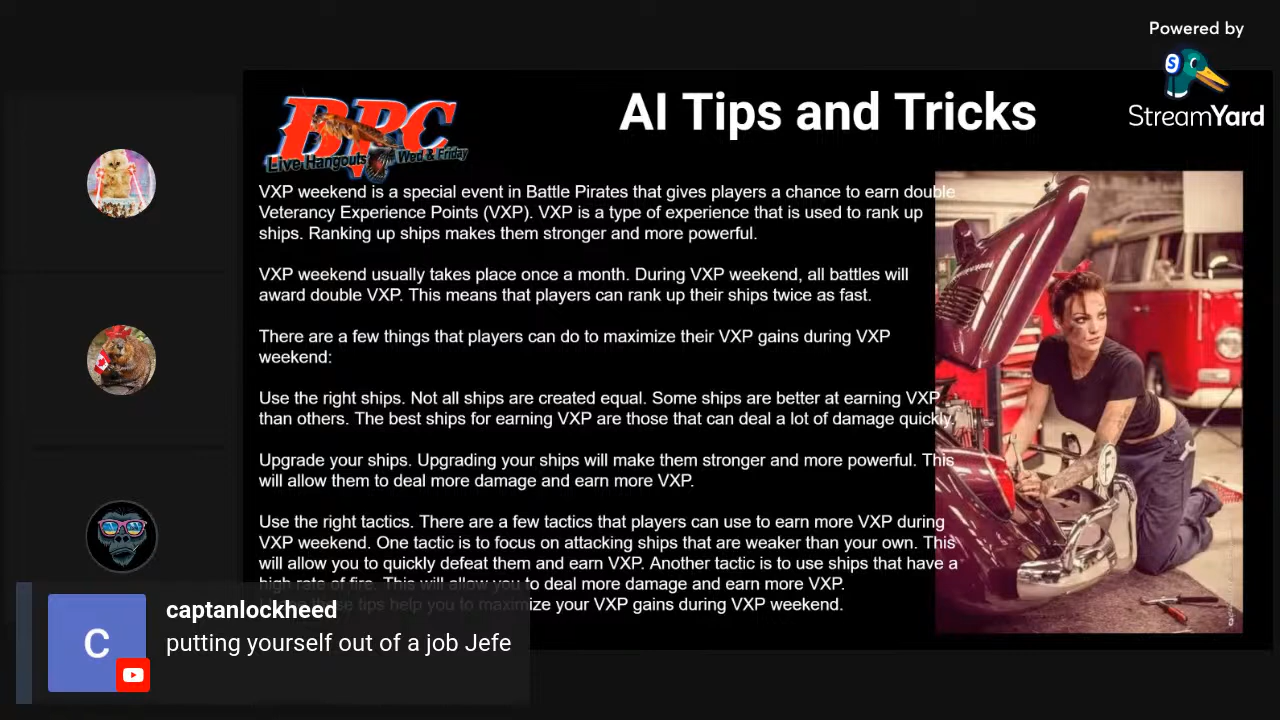 Powered by
StreamYard
AI Tips and Tricks
BPC
Live Hangouts Wed & Friday
VXP weekend is a special event in Battle Pirates that gives players a chance to earn double
Veterancy Experience Points (VXP). VXP is a type of experience that is used to rank up
ships. Ranking up ships makes them stronger and more powerful.
VXP weekend usually takes place once a month. During VXP weekend, all battles will
award double VXP. This means that players can rank up their ships twice as fast.
There are a few things that players can do to maximize their VXP gains during VXP
weekend:
Use the right ships. Not all ships are created equal. Some ships are better at earning VXP
than others. The best ships for earning VXP are those that can deal a lot of damage quickly.
Upgrade your ships. Upgrading your ships will make them stronger and more powerful. This
will allow them to deal more damage and earn more VXP.
Use the right tactics. There are a few tactics that players can use to earn more VXP during
VXP weekend. One tactic is to focus on attacking ships that are weaker than your own. This
will allow you to quickly defeat them and earn VXP. Another tactic is to use ships that have a
high rate of fire. This will allow you to deal more damage and earn more VXP.
these tips help you to maximize your VXP gains during VXP weekend.
C
captanlockheed
putting yourself out of a job Jefe